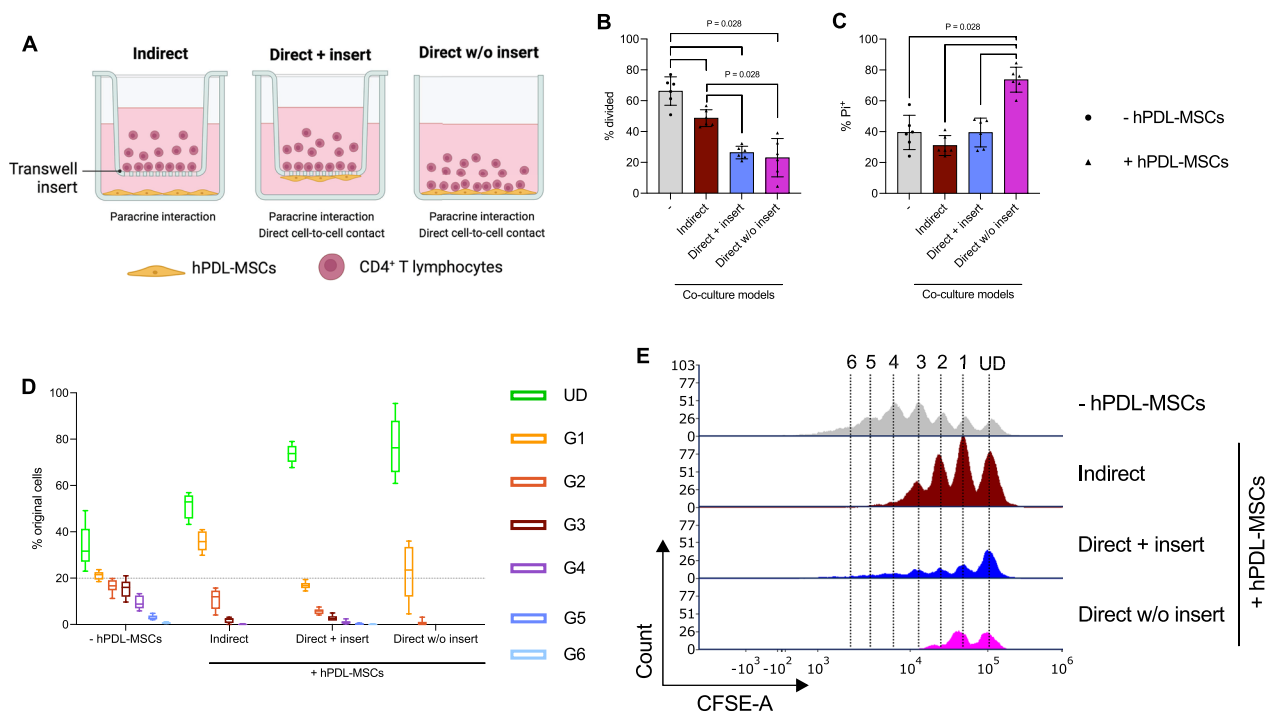 A
Indirect
Direct + insert
Direct w/o insert
Transwell
insert
Paracrine interaction
Paracrine interaction
Direct cell-to-cell contact
Paracrine interaction
Direct cell-to-cell contact
hPDL-MSCs
CD4⁺ T lymphocytes
B
P = 0.028
P = 0.028
% divided
100
80
60
40
20
0
-
Indirect
Direct + insert
Direct w/o insert
Co-culture models
C
P = 0.028
% Pi⁺
100
80
60
40
20
0
-
Indirect
Direct + insert
Direct w/o insert
Co-culture models
- hPDL-MSCs
+ hPDL-MSCs
D
% original cells
100
80
60
40
20
0
- hPDL-MSCs
Indirect
Direct + insert
Direct w/o insert
+ hPDL-MSCs
UD
G1
G2
G3
G4
G5
G6
E
6 5 4 3 2 1 UD
103
77
51
26
0
77
51
26
0
77
51
26
0
77
51
26
0
- hPDL-MSCs
Indirect
Direct + insert
Direct w/o insert
+ hPDL-MSCs
Count
-10³ -10² 10³ 10⁴ 10⁵ 10⁶
CFSE-A